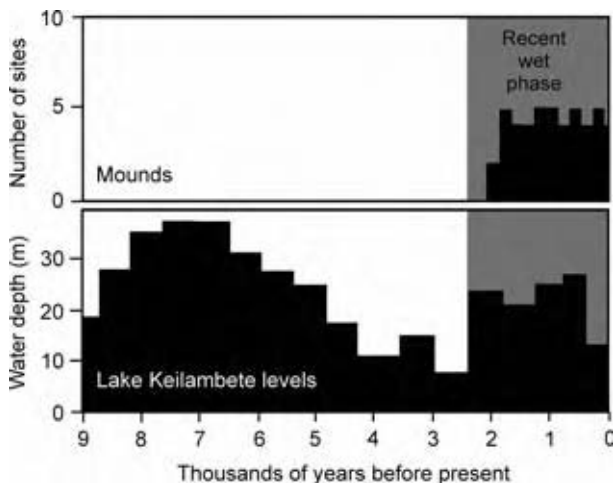 Number of sites
10
5
0
Recent
wet
phase
Mounds
Water depth (m)
30
20
10
0
Lake Keilambete levels
9 8 7 6 5 4 3 2 1 0
Thousands of years before present